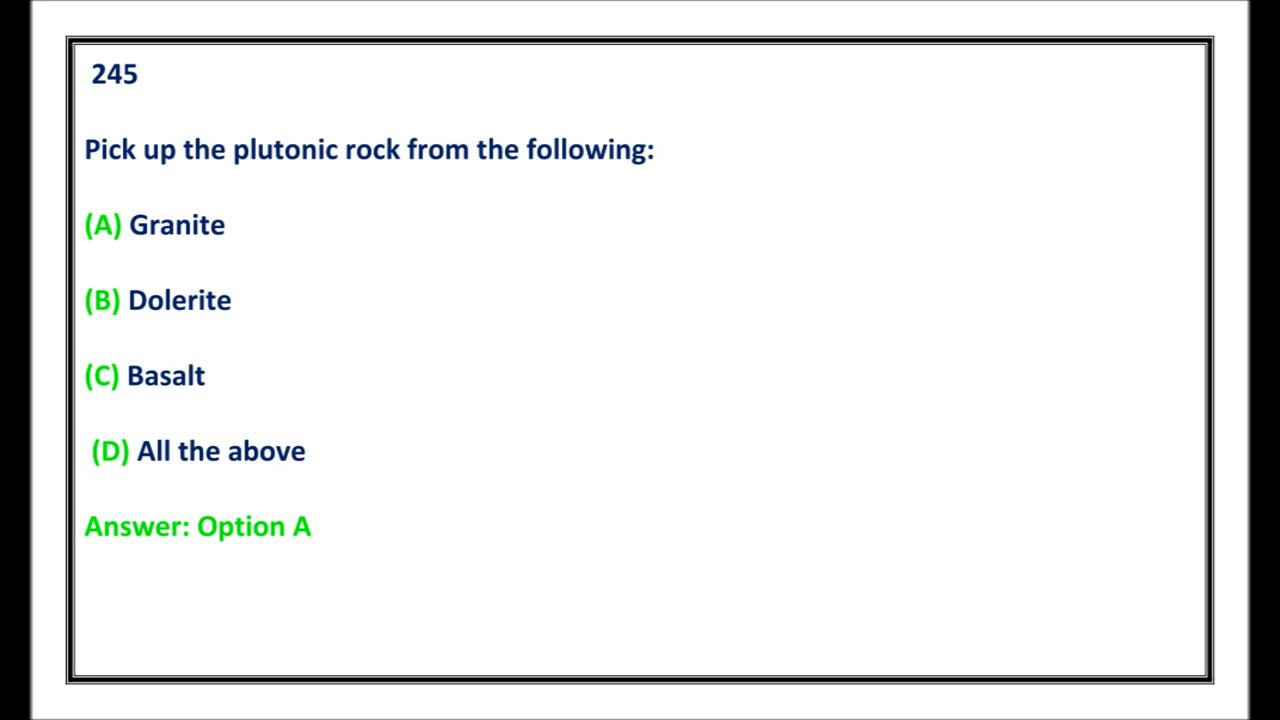 245
Pick up the plutonic rock from the following:
(A) Granite
(B) Dolerite
(C) Basalt
(D) All the above
Answer: Option A